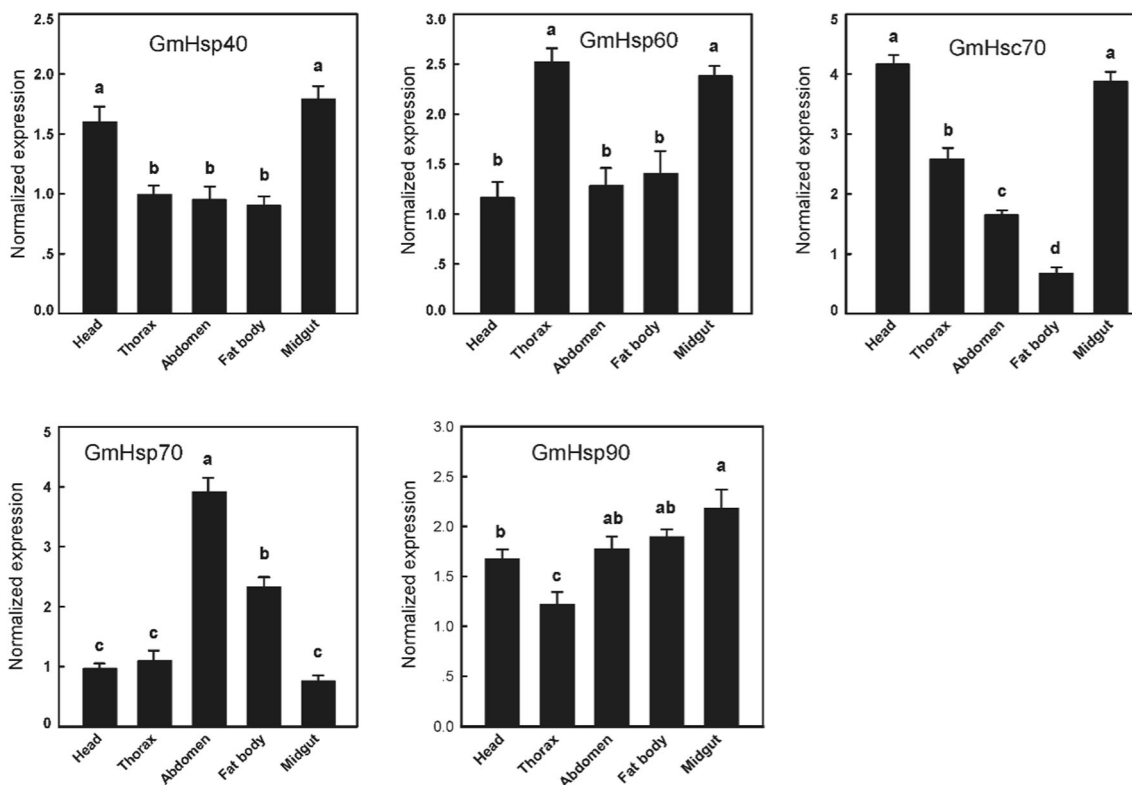 GmHsp40
Normalized expression
2.5
2.0
1.5
1.0
.5
0.0
a
b
b
b
a
Head
Thorax
Abdomen
Fat body
Midgut
GmHsp60
Normalized expression
3.0
2.5
2.0
1.5
1.0
.5
0.0
b
a
b
b
a
Head
Thorax
Abdomen
Fat body
Midgut
GmHsc70
Normalized expression
5
4
3
2
1
0
a
b
c
d
a
Head
Thorax
Abdomen
Fat body
Midgut
GmHsp70
Normalized expression
5
4
3
2
1
0
c
c
a
b
c
Head
Thorax
Abdomen
Fat body
Midgut
GmHsp90
Normalized expression
3.0
2.5
2.0
1.5
1.0
.5
0.0
b
c
ab
ab
a
Head
Thorax
Abdomen
Fat body
Midgut